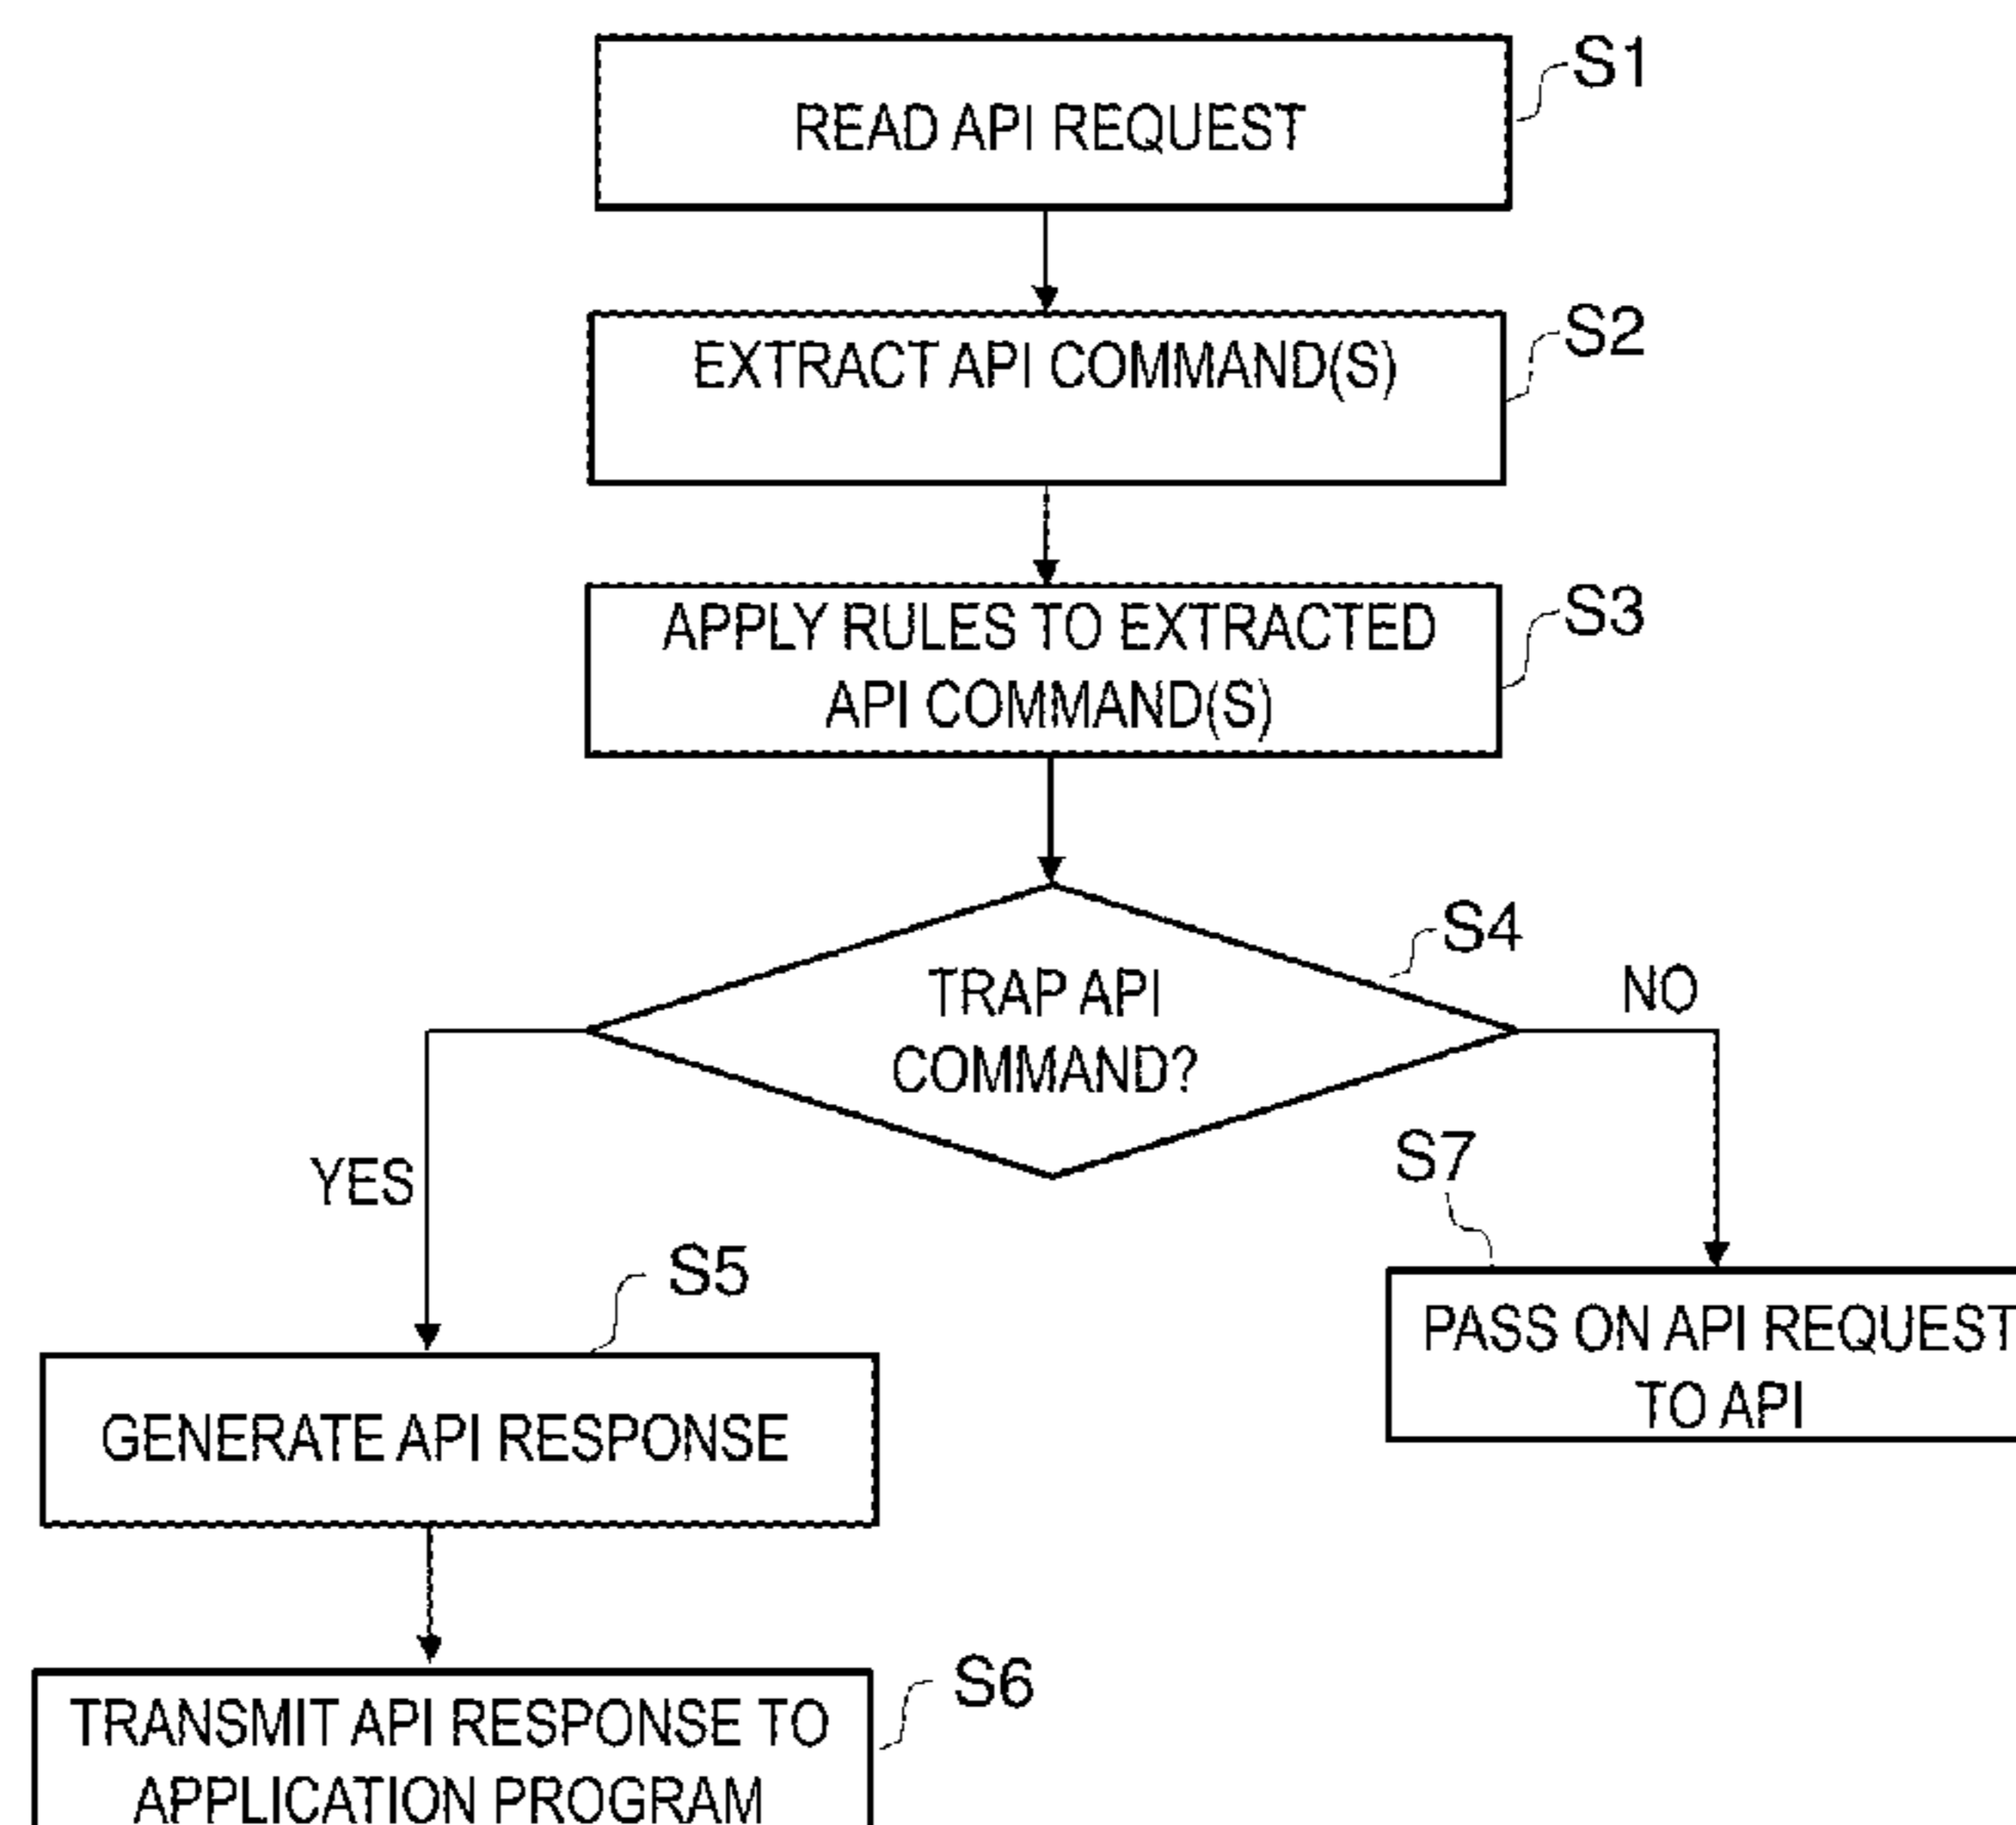 S1
READ API REQUEST
S2
EXTRACT API COMMAND(S)
S3
APPLY RULES TO EXTRACTED
API COMMAND(S)
S4
TRAP API
COMMAND?
NO
YES
S7
PASS ON API REQUEST
TO API
S5
GENERATE API RESPONSE
S6
TRANSMIT API RESPONSE TO
APPLICATION PROGRAM